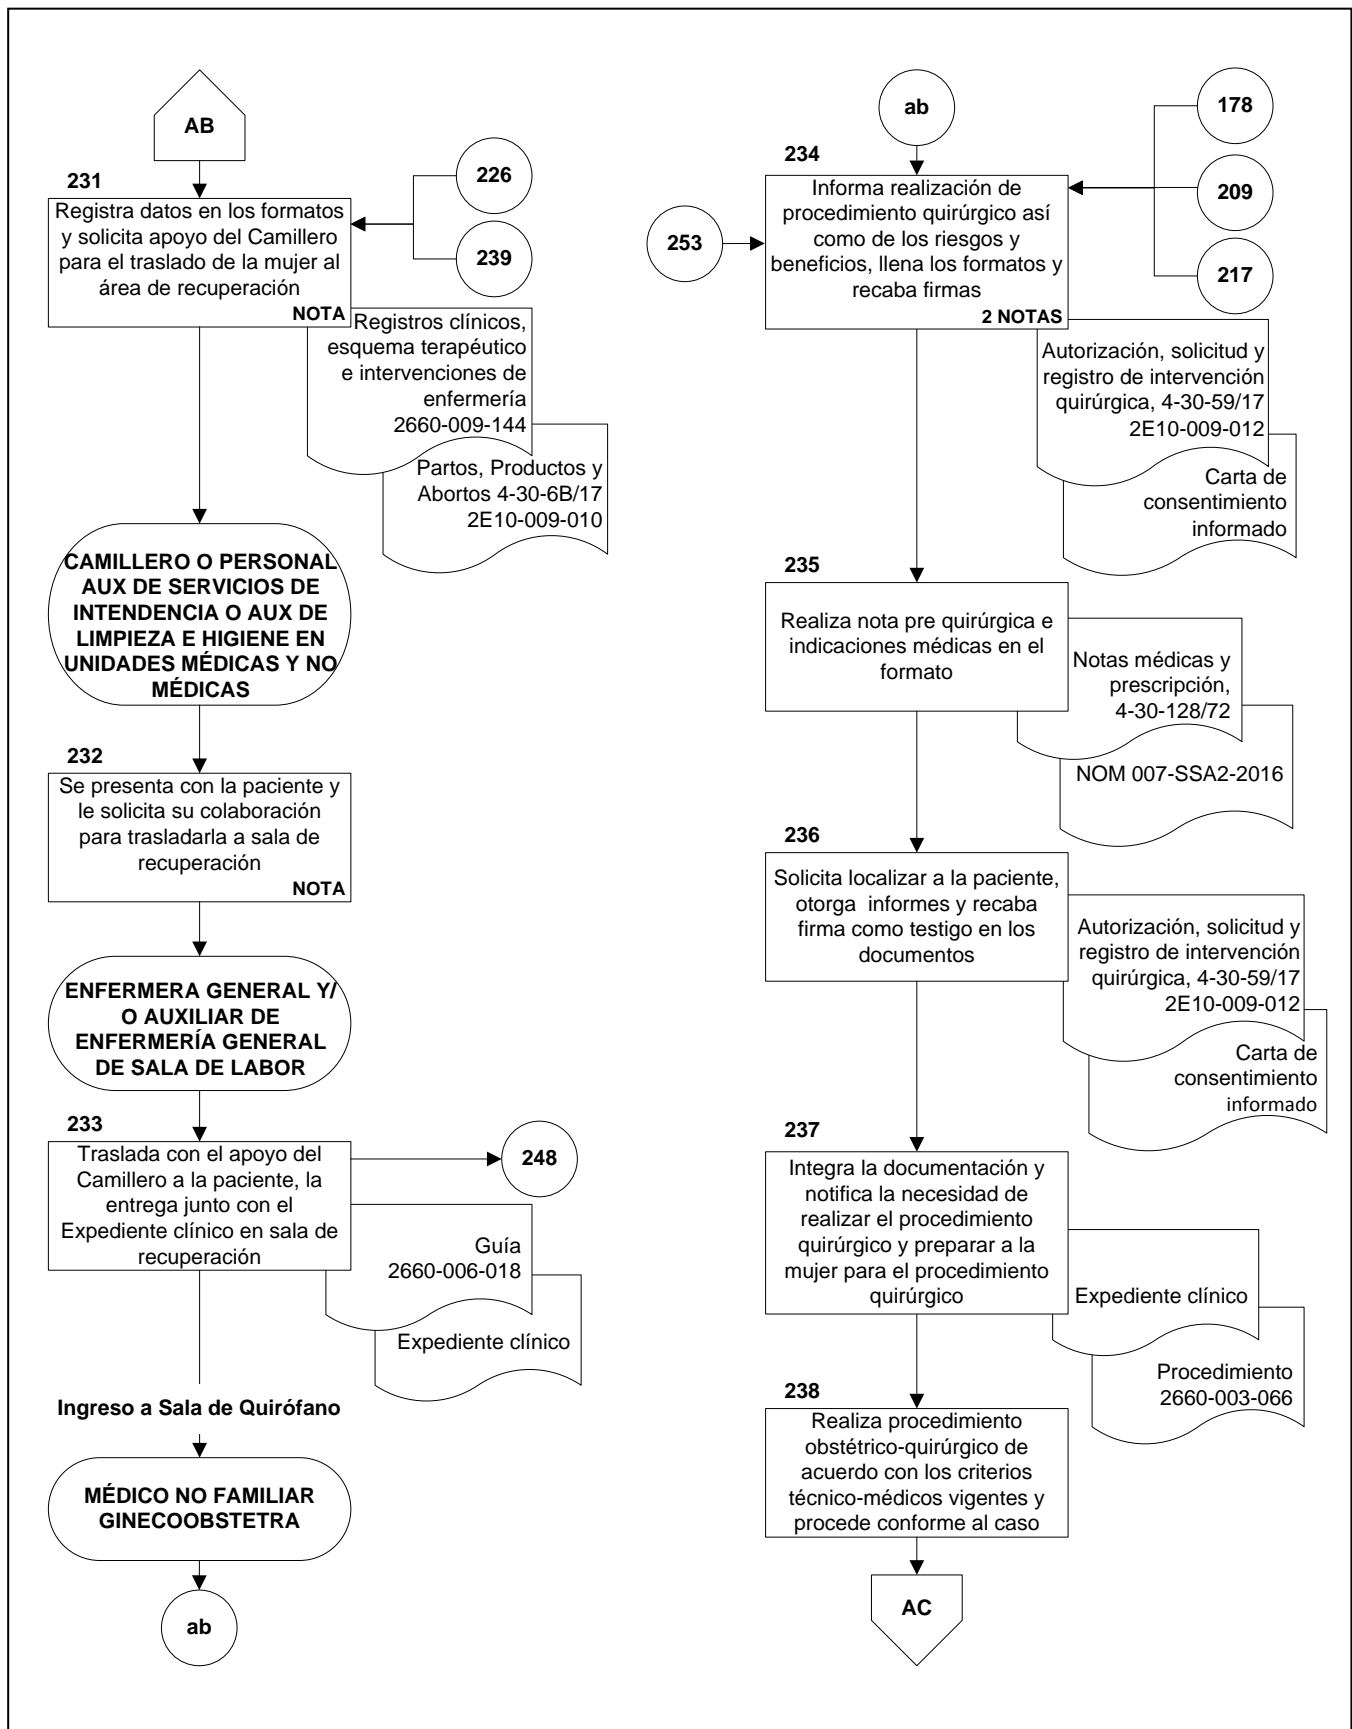 AB
231
Registra datos en los formatos
y solicita apoyo del Camillero
para el traslado de la mujer al
área de recuperación
NOTA
226
239
Registros clínicos,
esquema terapéutico
e intervenciones de
enfermería
2660-009-144
Partos, Productos y
Abortos 4-30-6B/17
2E10-009-010
CAMILLERO O PERSONAL
AUX DE SERVICIOS DE
INTENDENCIA O AUX DE
LIMPIEZA E HIGIENE EN
UNIDADES MÉDICAS Y NO
MÉDICAS
232
Se presenta con la paciente y
le solicita su colaboración
para trasladarla a sala de
recuperación
NOTA
ENFERMERA GENERAL Y/
O AUXILIAR DE
ENFERMERÍA GENERAL
DE SALA DE LABOR
233
Traslada con el apoyo del
Camillero a la paciente, la
entrega junto con el
Expediente clínico en sala de
recuperación
248
Guía
2660-006-018
Expediente clínico
Ingreso a Sala de Quirófano
MÉDICO NO FAMILIAR
GINECOOBSTETRA
ab
ab
234
Informa realización de
procedimiento quirúrgico así
como de los riesgos y
beneficios, llena los formatos y
recaba firmas
2 NOTAS
253
178
209
217
Autorización, solicitud y
registro de intervención
quirúrgica, 4-30-59/17
2E10-009-012
Carta de
consentimiento
informado
235
Realiza nota pre quirúrgica e
indicaciones médicas en el
formato
Notas médicas y
prescripción,
4-30-128/72
NOM 007-SSA2-2016
236
Solicita localizar a la paciente,
otorga informes y recaba
firma como testigo en los
documentos
Autorización, solicitud y
registro de intervención
quirúrgica, 4-30-59/17
2E10-009-012
Carta de
consentimiento
informado
237
Integra la documentación y
notifica la necesidad de
realizar el procedimiento
quirúrgico y preparar a la
mujer para el procedimiento
quirúrgico
Expediente clínico
Procedimiento
2660-003-066
238
Realiza procedimiento
obstétrico-quirúrgico de
acuerdo con los criterios
técnico-médicos vigentes y
procede conforme al caso
AC